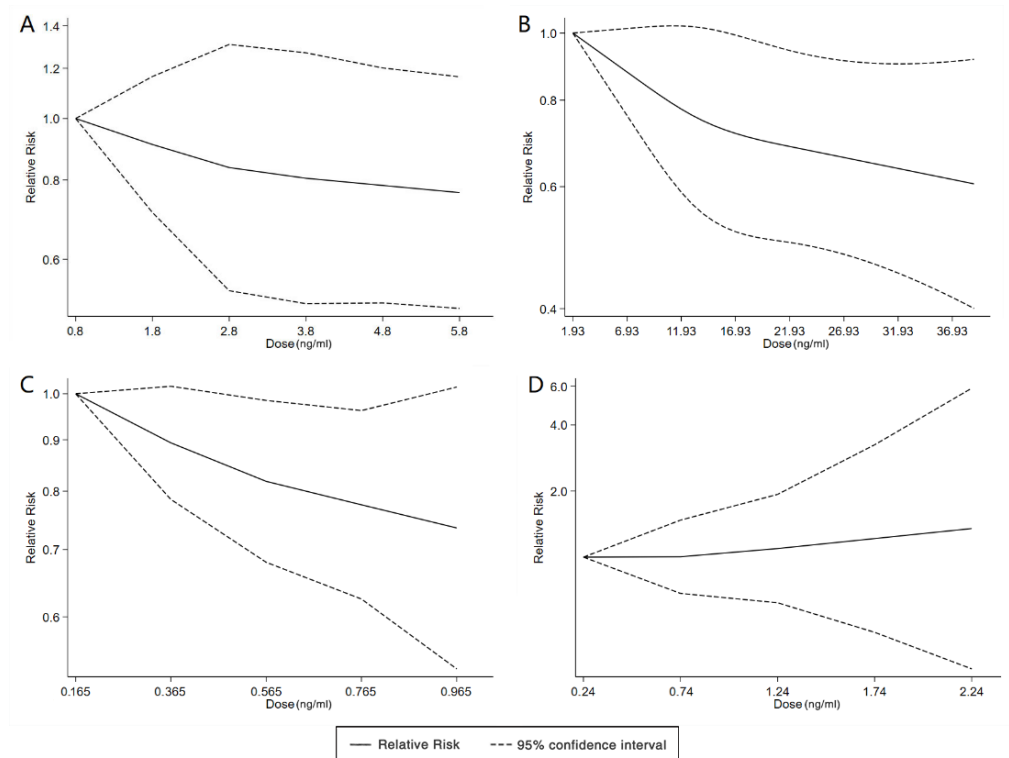 A
1.4
1.2
1.0
0.8
0.6
Relative Risk
0.8 1.8 2.8 3.8 4.8 5.8
Dose(ng/ml)
B
1.0
0.8
0.6
0.4
Relative Risk
1.93 6.93 11.93 16.93 21.93 26.93 31.93 36.93
Dose(ng/ml)
C
1.0
0.9
0.8
0.7
0.6
Relative Risk
0.165 0.365 0.565 0.765 0.965
Dose(ng/ml)
D
6.0
4.0
2.0
Relative Risk
0.24 0.74 1.24 1.74 2.24
Dose(ng/ml)
Relative Risk 95% confidence interval